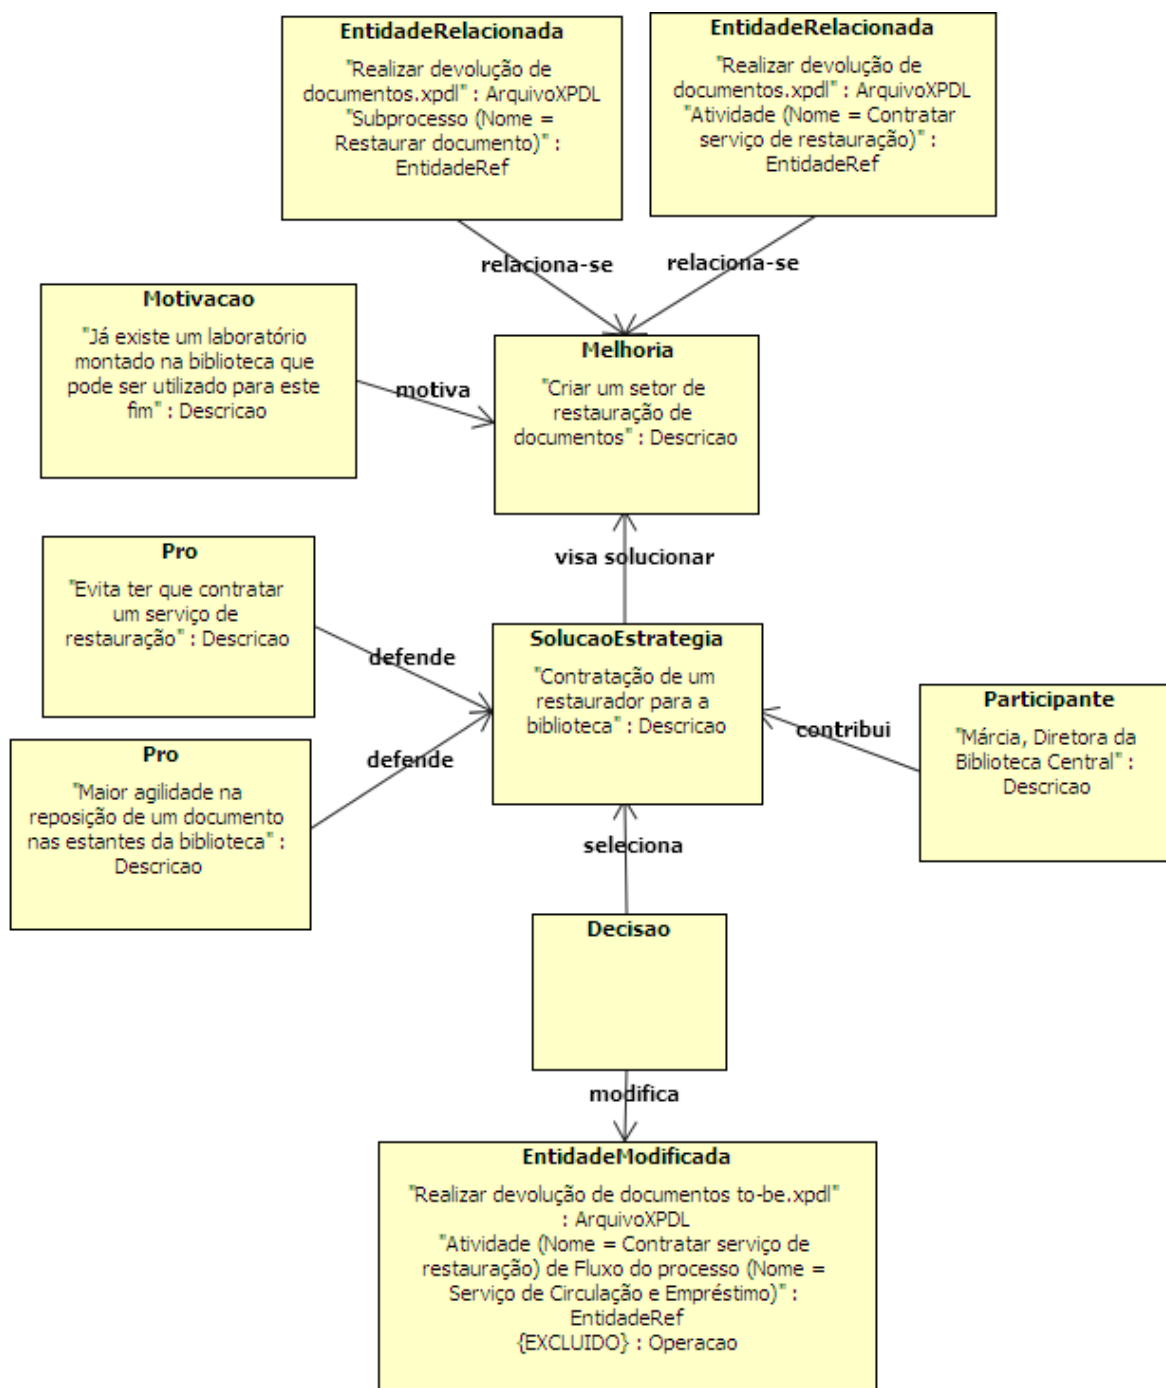 EntidadeRelacionada
"Realizar devolução de
documentos.xpdl" : ArquivoXPDL
"Subprocesso (Nome =
Restaurar documento)" :
EntidadeRef
EntidadeRelacionada
"Realizar devolução de
documentos.xpdl" : ArquivoXPDL
"Atividade (Nome = Contratar
serviço de restauração)" :
EntidadeRef
relaciona-se
relaciona-se
Motivacao
"Já existe um laboratório
montado na biblioteca que
pode ser utilizado para este
fim" : Descricao
motiva
Melhoria
"Criar um setor de
restauração de
documentos" : Descricao
visa solucionar
Pro
"Evita ter que contratar
um serviço de
restauração" : Descricao
defende
SolucaoEstrategia
"Contratação de um
restaurador para a
biblioteca" : Descricao
Participante
"Márcia, Diretora da
Biblioteca Central" :
Descricao
contribui
Pro
"Maior agilidade na
reposição de um documento
nas estantes da biblioteca" :
Descricao
defende
seleciona
Decisao
modifica
EntidadeModificada
"Realizar devolução de documentos to-be.xpdl"
: ArquivoXPDL
"Atividade (Nome = Contratar serviço de
restauração) de Fluxo do processo (Nome =
Serviço de Circulação e Empréstimo)" :
EntidadeRef
{EXCLUIDO} : Operacao